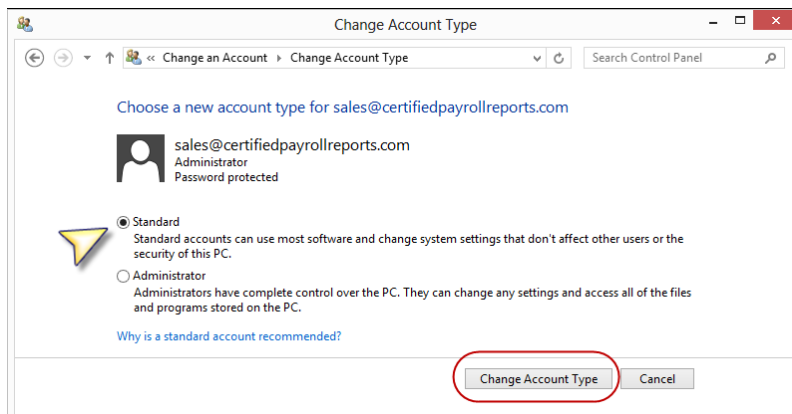 Change Account Type
« Change an Account ▸ Change Account Type
Search Control Panel
Choose a new account type for sales@certifiedpayrollreports.com
sales@certifiedpayrollreports.com
Administrator
Password protected
Standard
Standard accounts can use most software and change system settings that don't affect other users or the
security of this PC.
Administrator
Administrators have complete control over the PC. They can change any settings and access all of the files
and programs stored on the PC.
Why is a standard account recommended?
Change Account Type
Cancel